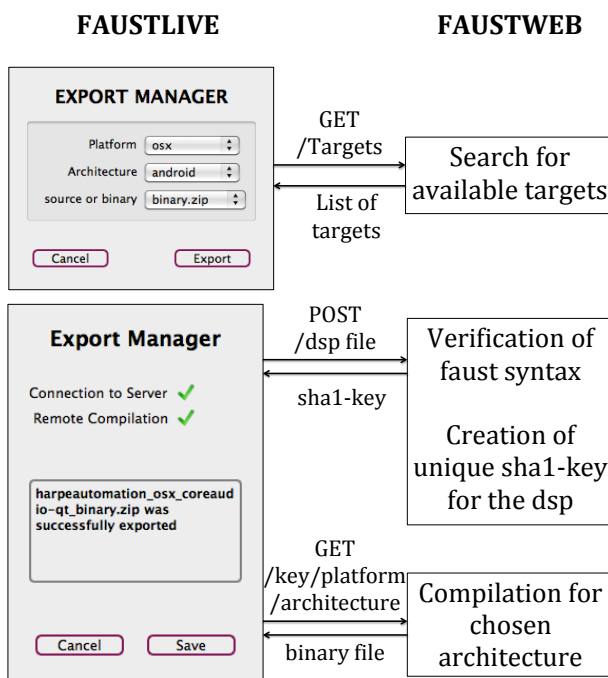 FAUSTLIVE
FAUSTWEB
EXPORT MANAGER
Platform osx
Architecture android
source or binary binary.zip
Cancel Export
GET
/Targets
List of
targets
Search for
available targets
Export Manager
Connection to Server
Remote Compilation
harpeautomation_osx_coreaud
io-qt_binary.zip was
successfully exported
Cancel Save
POST
/dsp file
sha1-key
Verification of
faust syntax
Creation of
unique sha1-key
for the dsp
GET
/key/platform
/architecture
binary file
Compilation for
chosen
architecture